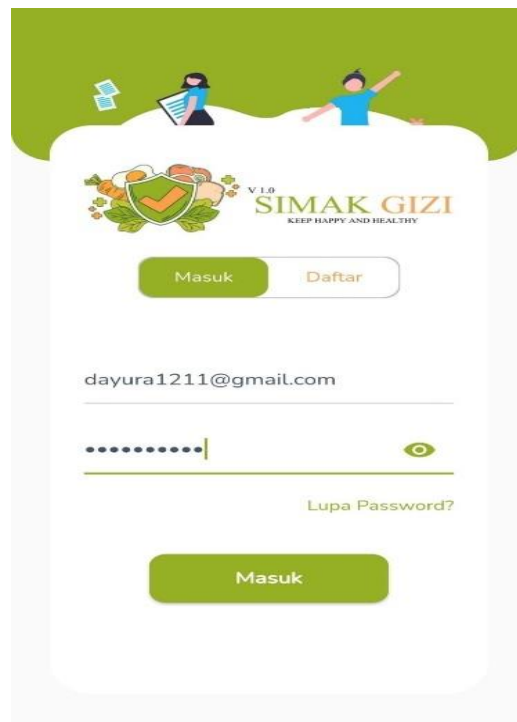 V 1.0
SIMAK GIZI
KEEP HAPPY AND HEALTHY
Masuk Daftar
dayura1211@gmail.com
••••••••••
Lupa Password?
Masuk